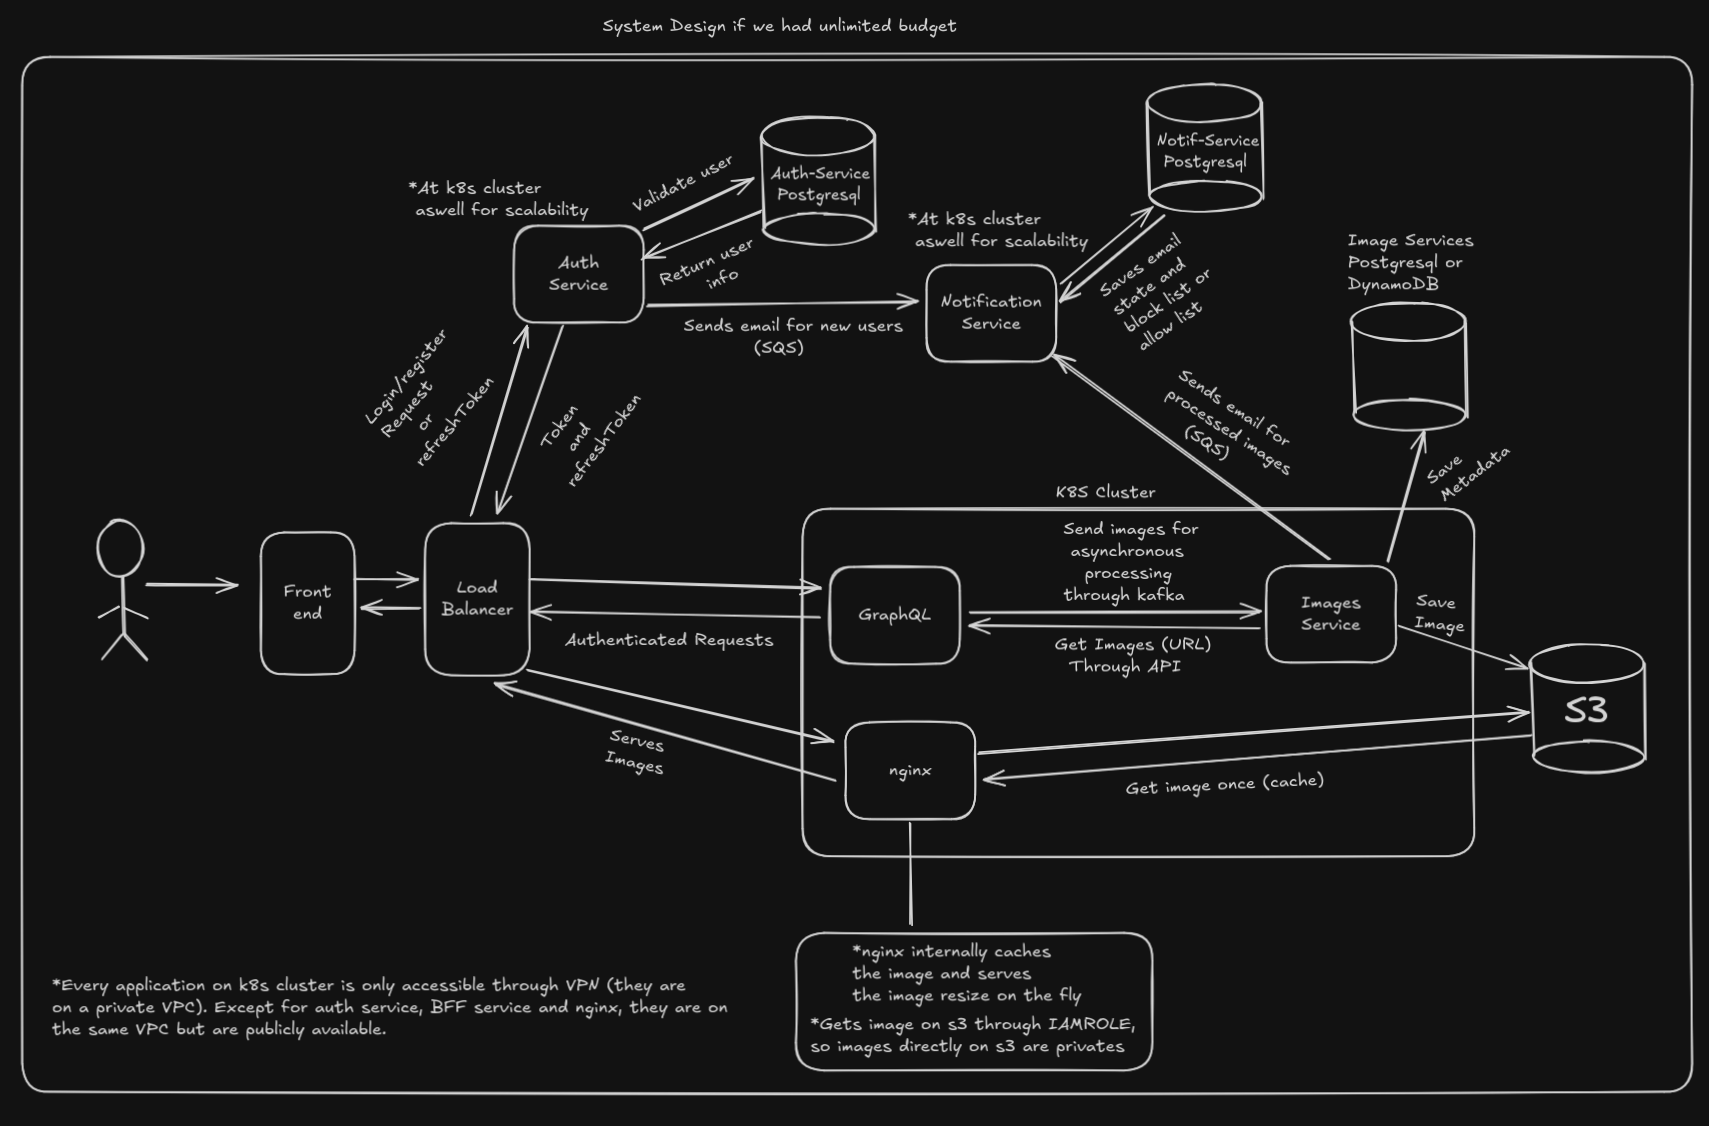 System Design if we had unlimited budget
Notif-Service
Postgresql
Auth-Service
Postgresql
Validate user
*At k8s cluster
aswell for scalability
Return user
info
Auth
Service
*At k8s cluster
aswell for scalability
Notification
Service
Saves email
state and
block list or
allow list
Image Services
Postgresql or
DynamoDB
Sends email for new users
(SQS)
Login/register
Request
or
refreshToken
Token
and
refreshToken
Sends email for
processed images
(SQS)
Save
Metadata
K8S Cluster
Send images for
asynchronous
processing
through kafka
Front
end
Load
Balancer
GraphQL
Images
Service
Save
Image
Authenticated Requests
Get Images (URL)
Through API
S3
Serves
Images
nginx
Get image once (cache)
*nginx internally caches
the image and serves
the image resize on the fly
*Gets image on s3 through IAMROLE,
so images directly on s3 are privates
*Every application on k8s cluster is only accessible through VPN (they are
on a private VPC). Except for auth service, BFF service and nginx, they are on
the same VPC but are publicly available.